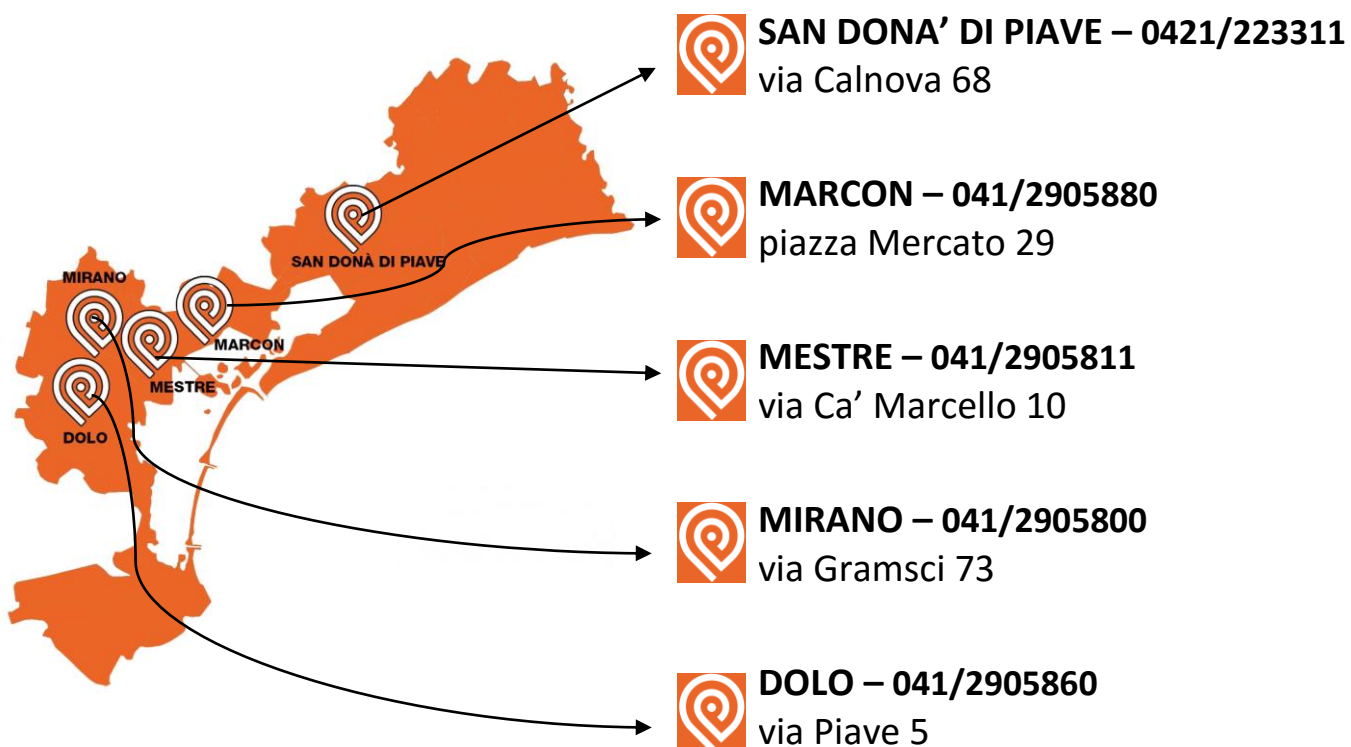 SAN DONA’ DI PIAVE – 0421/223311
via Calnova 68
MARCON – 041/2905880
piazza Mercato 29
MESTRE – 041/2905811
via Ca’ Marcello 10
MIRANO – 041/2905800
via Gramsci 73
DOLO – 041/2905860
via Piave 5
SAN DONÀ DI PIAVE
MIRANO
MARCON
MESTRE
DOLO